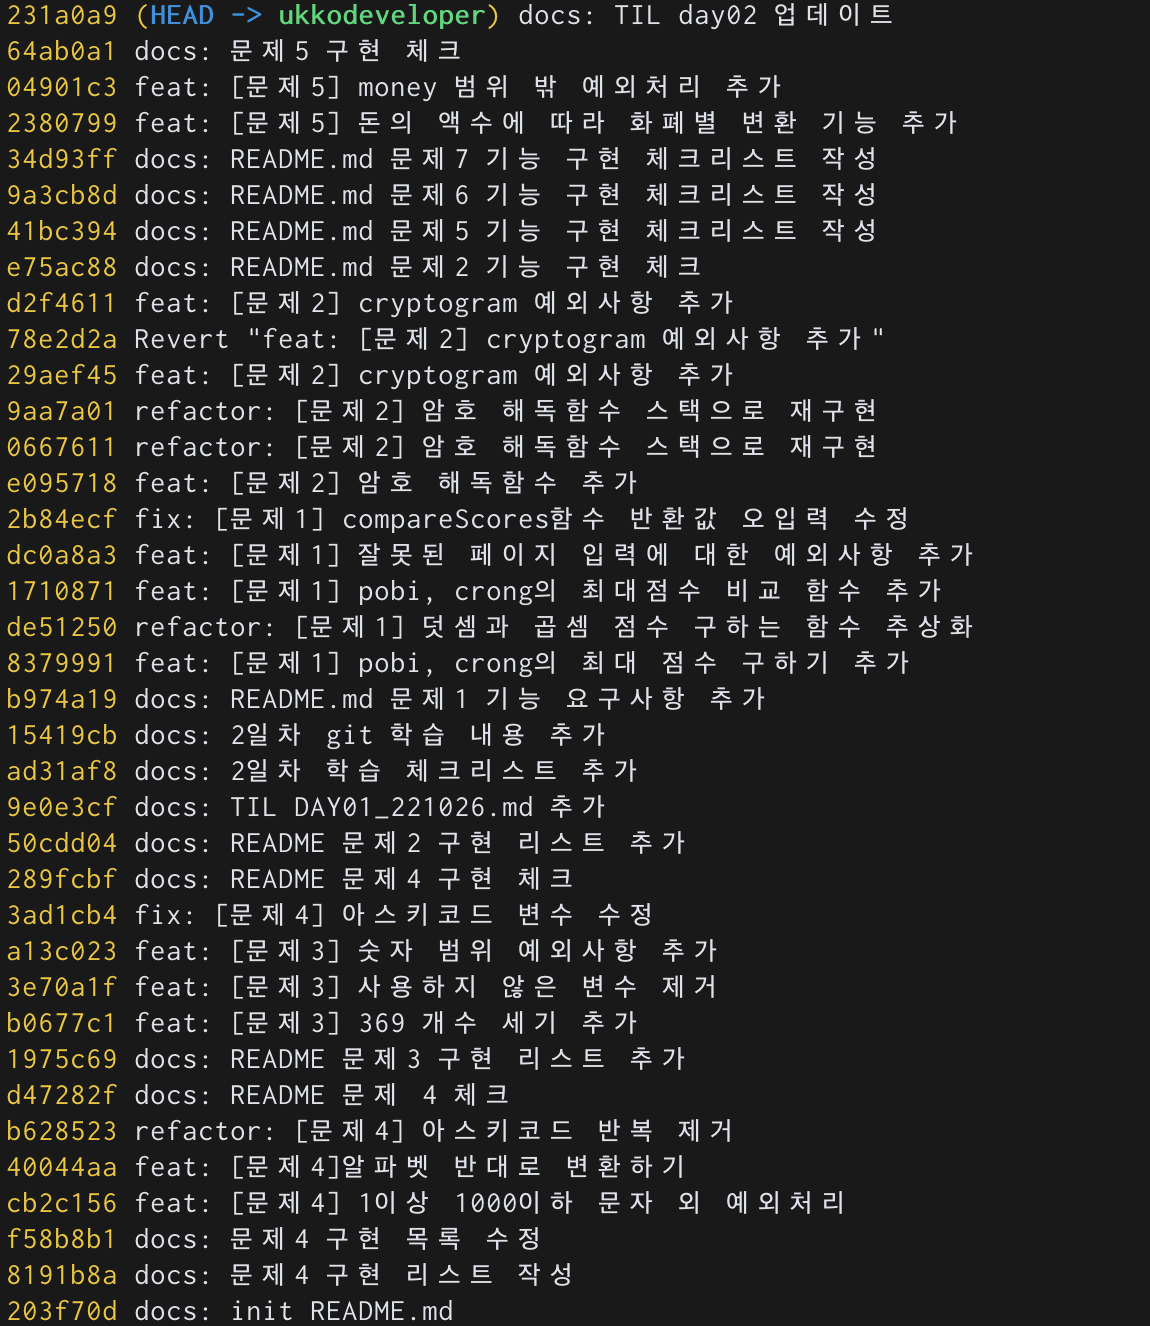 231a0a9 (HEAD -> ukkodeveloper) docs: TIL day02 업데이트
64ab0a1 docs: 문제5 구현 체크
04901c3 feat: [문제5] money 범위 밖 예외처리 추가
2380799 feat: [문제5] 돈의 액수에 따라 화폐별 변환 기능 추가
34d93ff docs: README.md 문제7 기능 구현 체크리스트 작성
9a3cb8d docs: README.md 문제6 기능 구현 체크리스트 작성
41bc394 docs: README.md 문제5 기능 구현 체크리스트 작성
e75ac88 docs: README.md 문제2 기능 구현 체크
d2f4611 feat: [문제2] cryptogram 예외사항 추가
78e2d2a Revert "feat: [문제2] cryptogram 예외사항 추가"
29aef45 feat: [문제2] cryptogram 예외사항 추가
9aa7a01 refactor: [문제2] 암호 해독함수 스택으로 재구현
0667611 refactor: [문제2] 암호 해독함수 스택으로 재구현
e095718 feat: [문제2] 암호 해독함수 추가
2b84ecf fix: [문제1] compareScores함수 반환값 오입력 수정
dc0a8a3 feat: [문제1] 잘못된 페이지 입력에 대한 예외사항 추가
1710871 feat: [문제1] pobi, crong의 최대점수 비교 함수 추가
de51250 refactor: [문제1] 덧셈과 곱셈 점수 구하는 함수 추상화
8379991 feat: [문제1] pobi, crong의 최대 점수 구하기 추가
b974a19 docs: README.md 문제1 기능 요구사항 추가
15419cb docs: 2일차 git 학습 내용 추가
ad31af8 docs: 2일차 학습 체크리스트 추가
9e0e3cf docs: TIL DAY01_221026.md 추가
50cdd04 docs: README 문제2 구현 리스트 추가
289fcbf docs: README 문제4 구현 체크
3ad1cb4 fix: [문제4] 아스키코드 변수 수정
a13c023 feat: [문제3] 숫자 범위 예외사항 추가
3e70a1f feat: [문제3] 사용하지 않은 변수 제거
b0677c1 feat: [문제3] 369 개수 세기 추가
1975c69 docs: README 문제3 구현 리스트 추가
d47282f docs: README 문제 4 체크
b628523 refactor: [문제4] 아스키코드 반복 제거
40044aa feat: [문제4]알파벳 반대로 변환하기
cb2c156 feat: [문제4] 1이상 1000이하 문자 외 예외처리
f58b8b1 docs: 문제4 구현 목록 수정
8191b8a docs: 문제4 구현 리스트 작성
203f70d docs: init README.md